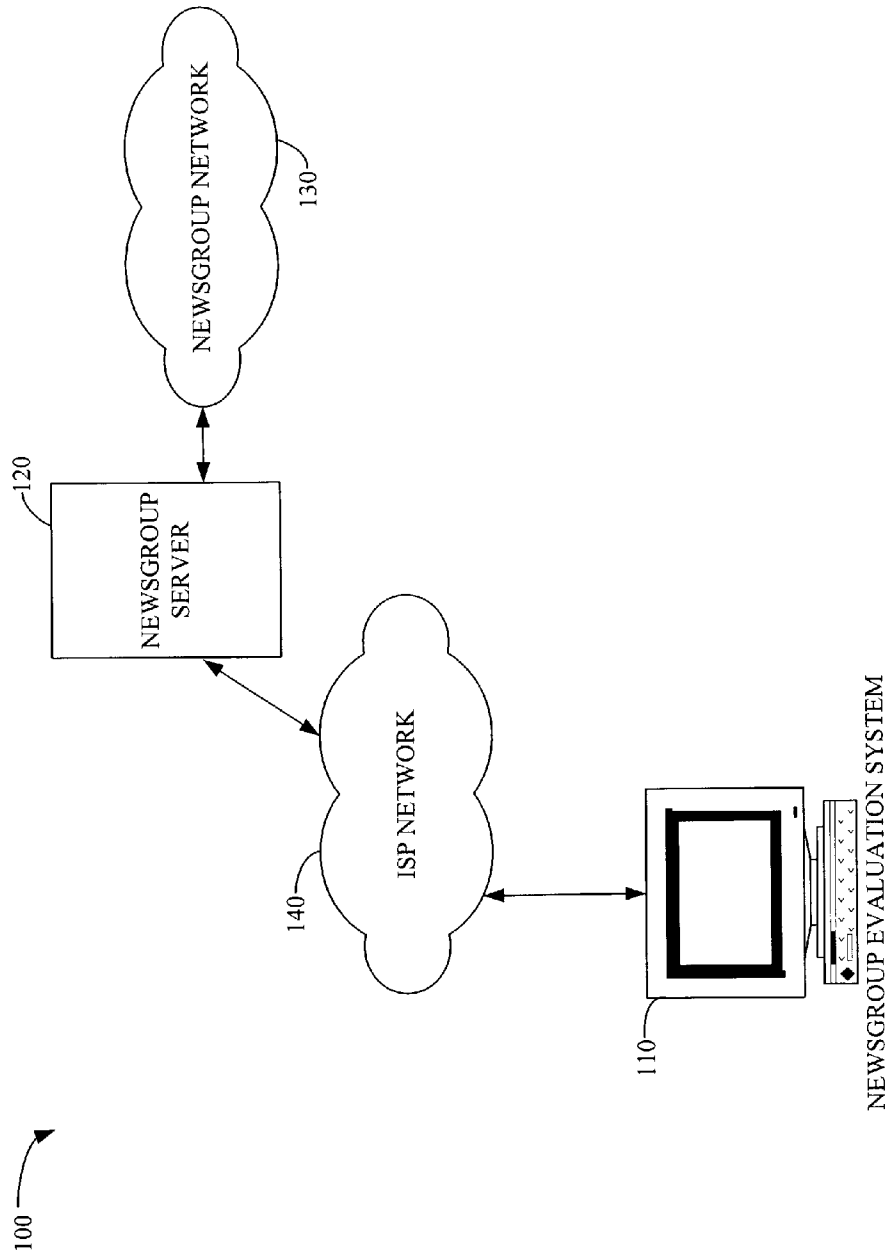 100
120
NEWSGROUP
SERVER
NEWSGROUP NETWORK
130
140
ISP NETWORK
110
NEWSGROUP EVALUATION SYSTEM